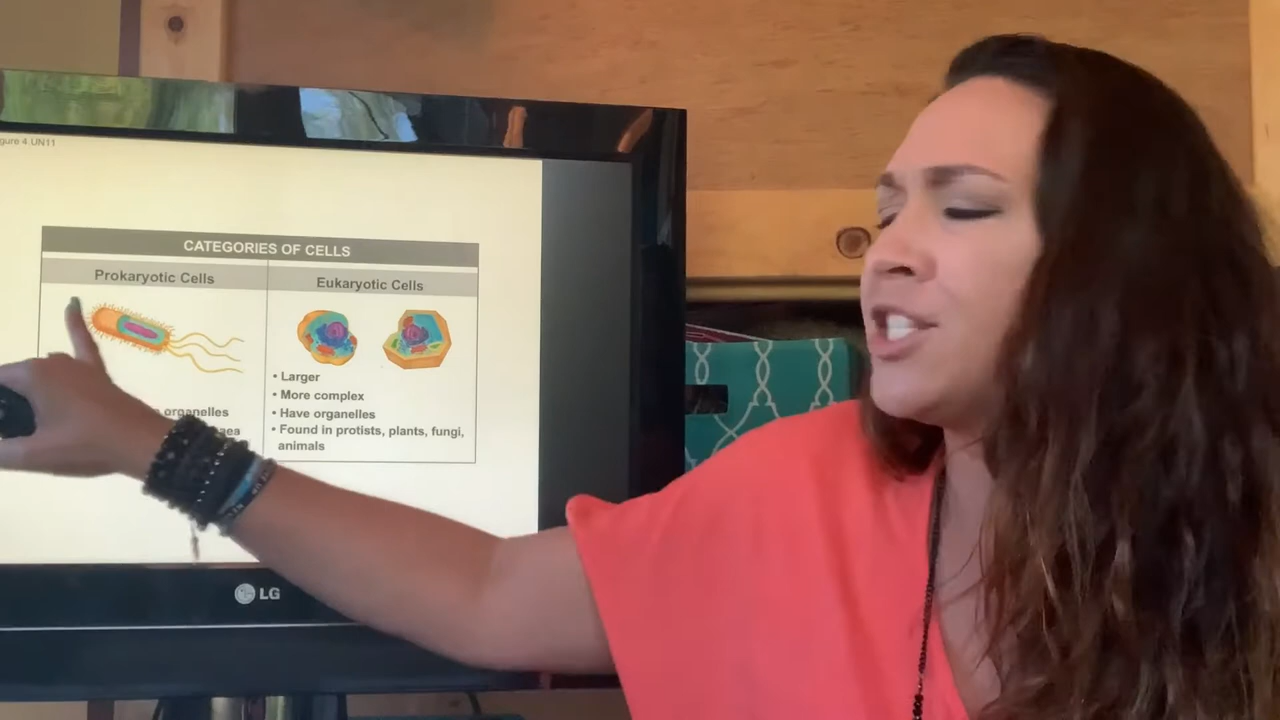 gure 4.UN11
CATEGORIES OF CELLS
Prokaryotic Cells
Eukaryotic Cells
organelles
• Larger
• More complex
• Have organelles
• Found in protists, plants, fungi,
animals
LG